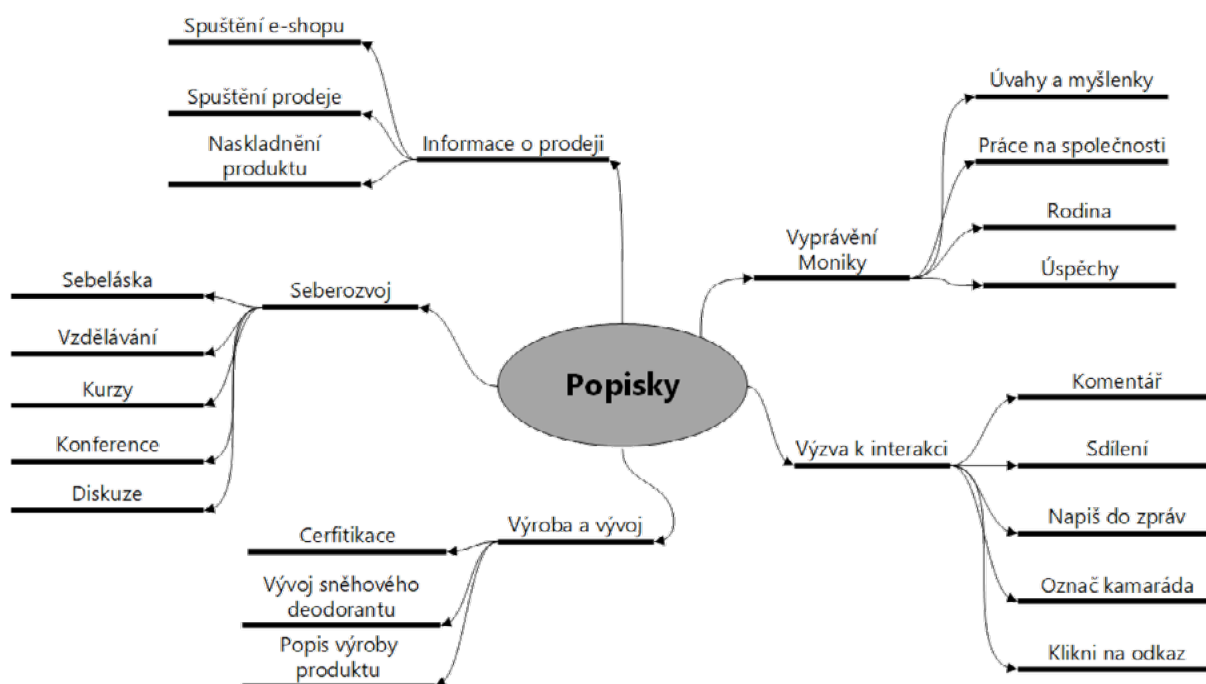 Spuštění e-shopu
Spuštění prodeje
Naskladnění
produktu
Informace o prodeji
Sebeláska
Vzdělávání
Kurzy
Konference
Diskuze
Seberozvoj
Popisky
Cerfitikace
Vývoj sněhového
deodorantu
Popis výroby
produktu
Výroba a vývoj
Vyprávění
Moniky
Úvahy a myšlenky
Práce na společnosti
Rodina
Úspěchy
Výzva k interakci
Komentář
Sdílení
Napiš do zpráv
Označ kamaráda
Klikni na odkaz